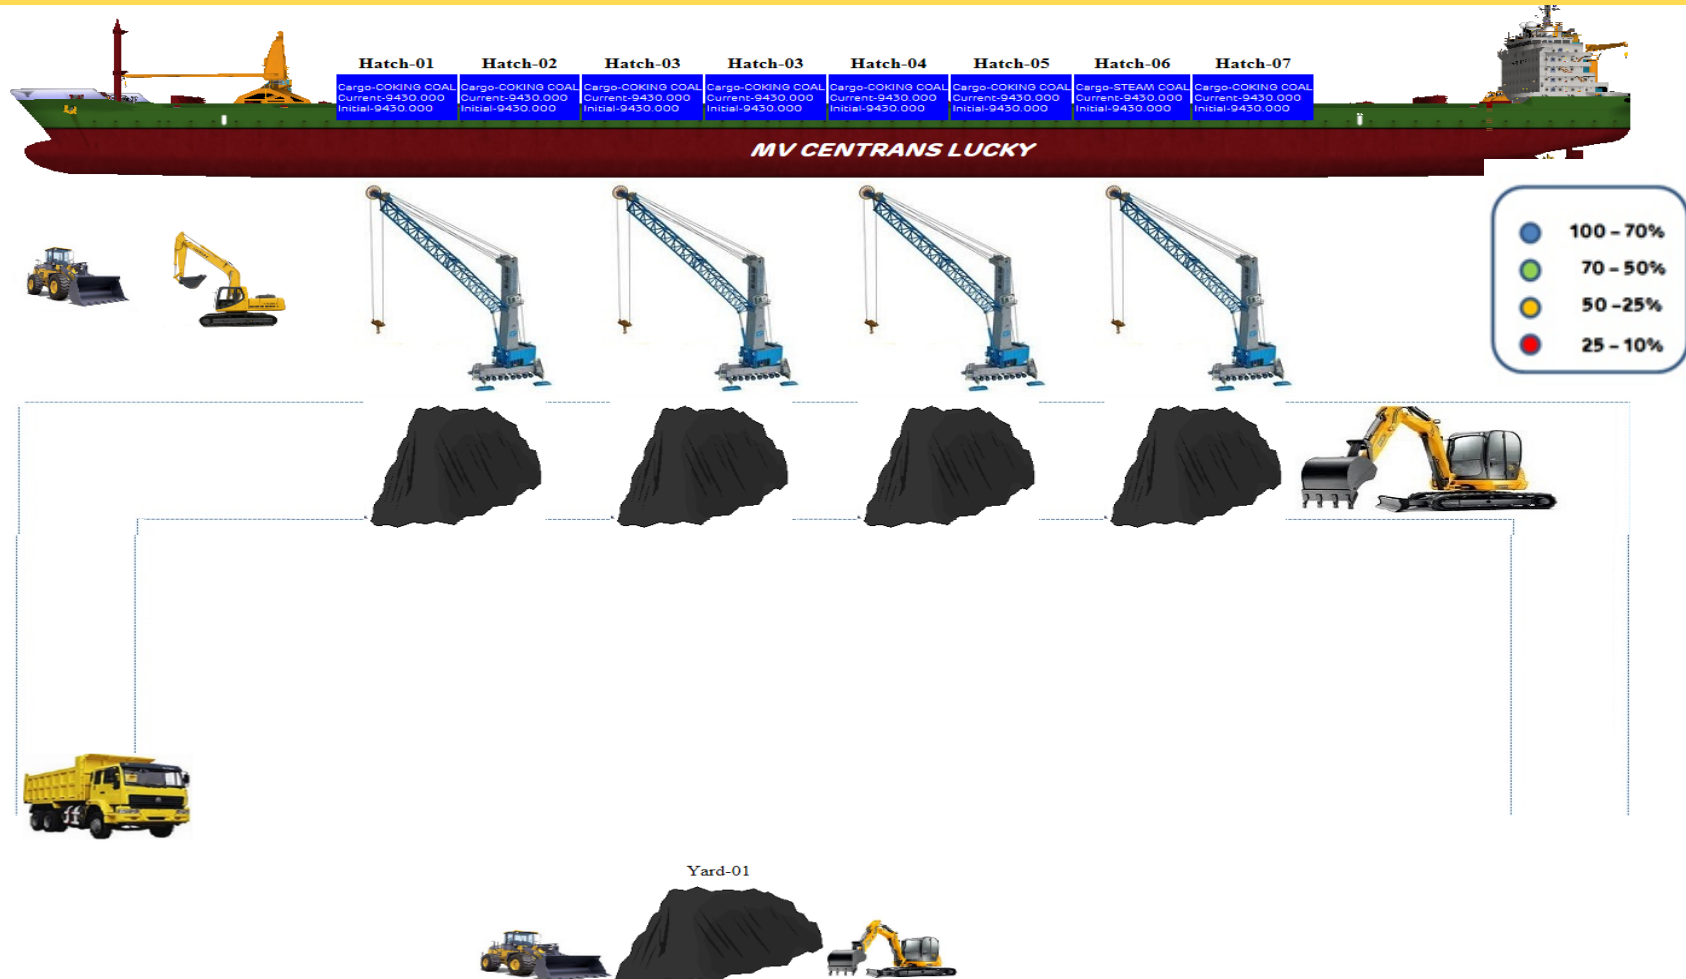 Hatch-01 Hatch-02 Hatch-03 Hatch-03 Hatch-04 Hatch-05 Hatch-06 Hatch-07
Cargo-COKING COAL Cargo-COKING COAL Cargo-COKING COAL Cargo-COKING COAL Cargo-COKING COAL Cargo-COKING COAL Cargo-STEAM COAL Cargo-COKING COAL
Current-9430.000 Current-9430.000 Current-9430.000 Current-9430.000 Current-9430.000 Current-9430.000 Current-9430.000 Current-9430.000
Initial-9430.000 Initial-9430.000 Initial-9430.000 Initial-9430.000 Initial-9430.000 Initial-9430.000 Initial-9430.000 Initial-9430.000
MV CENTRANS LUCKY
100 – 70%
70 – 50%
50 –25%
25 – 10%
Yard-01